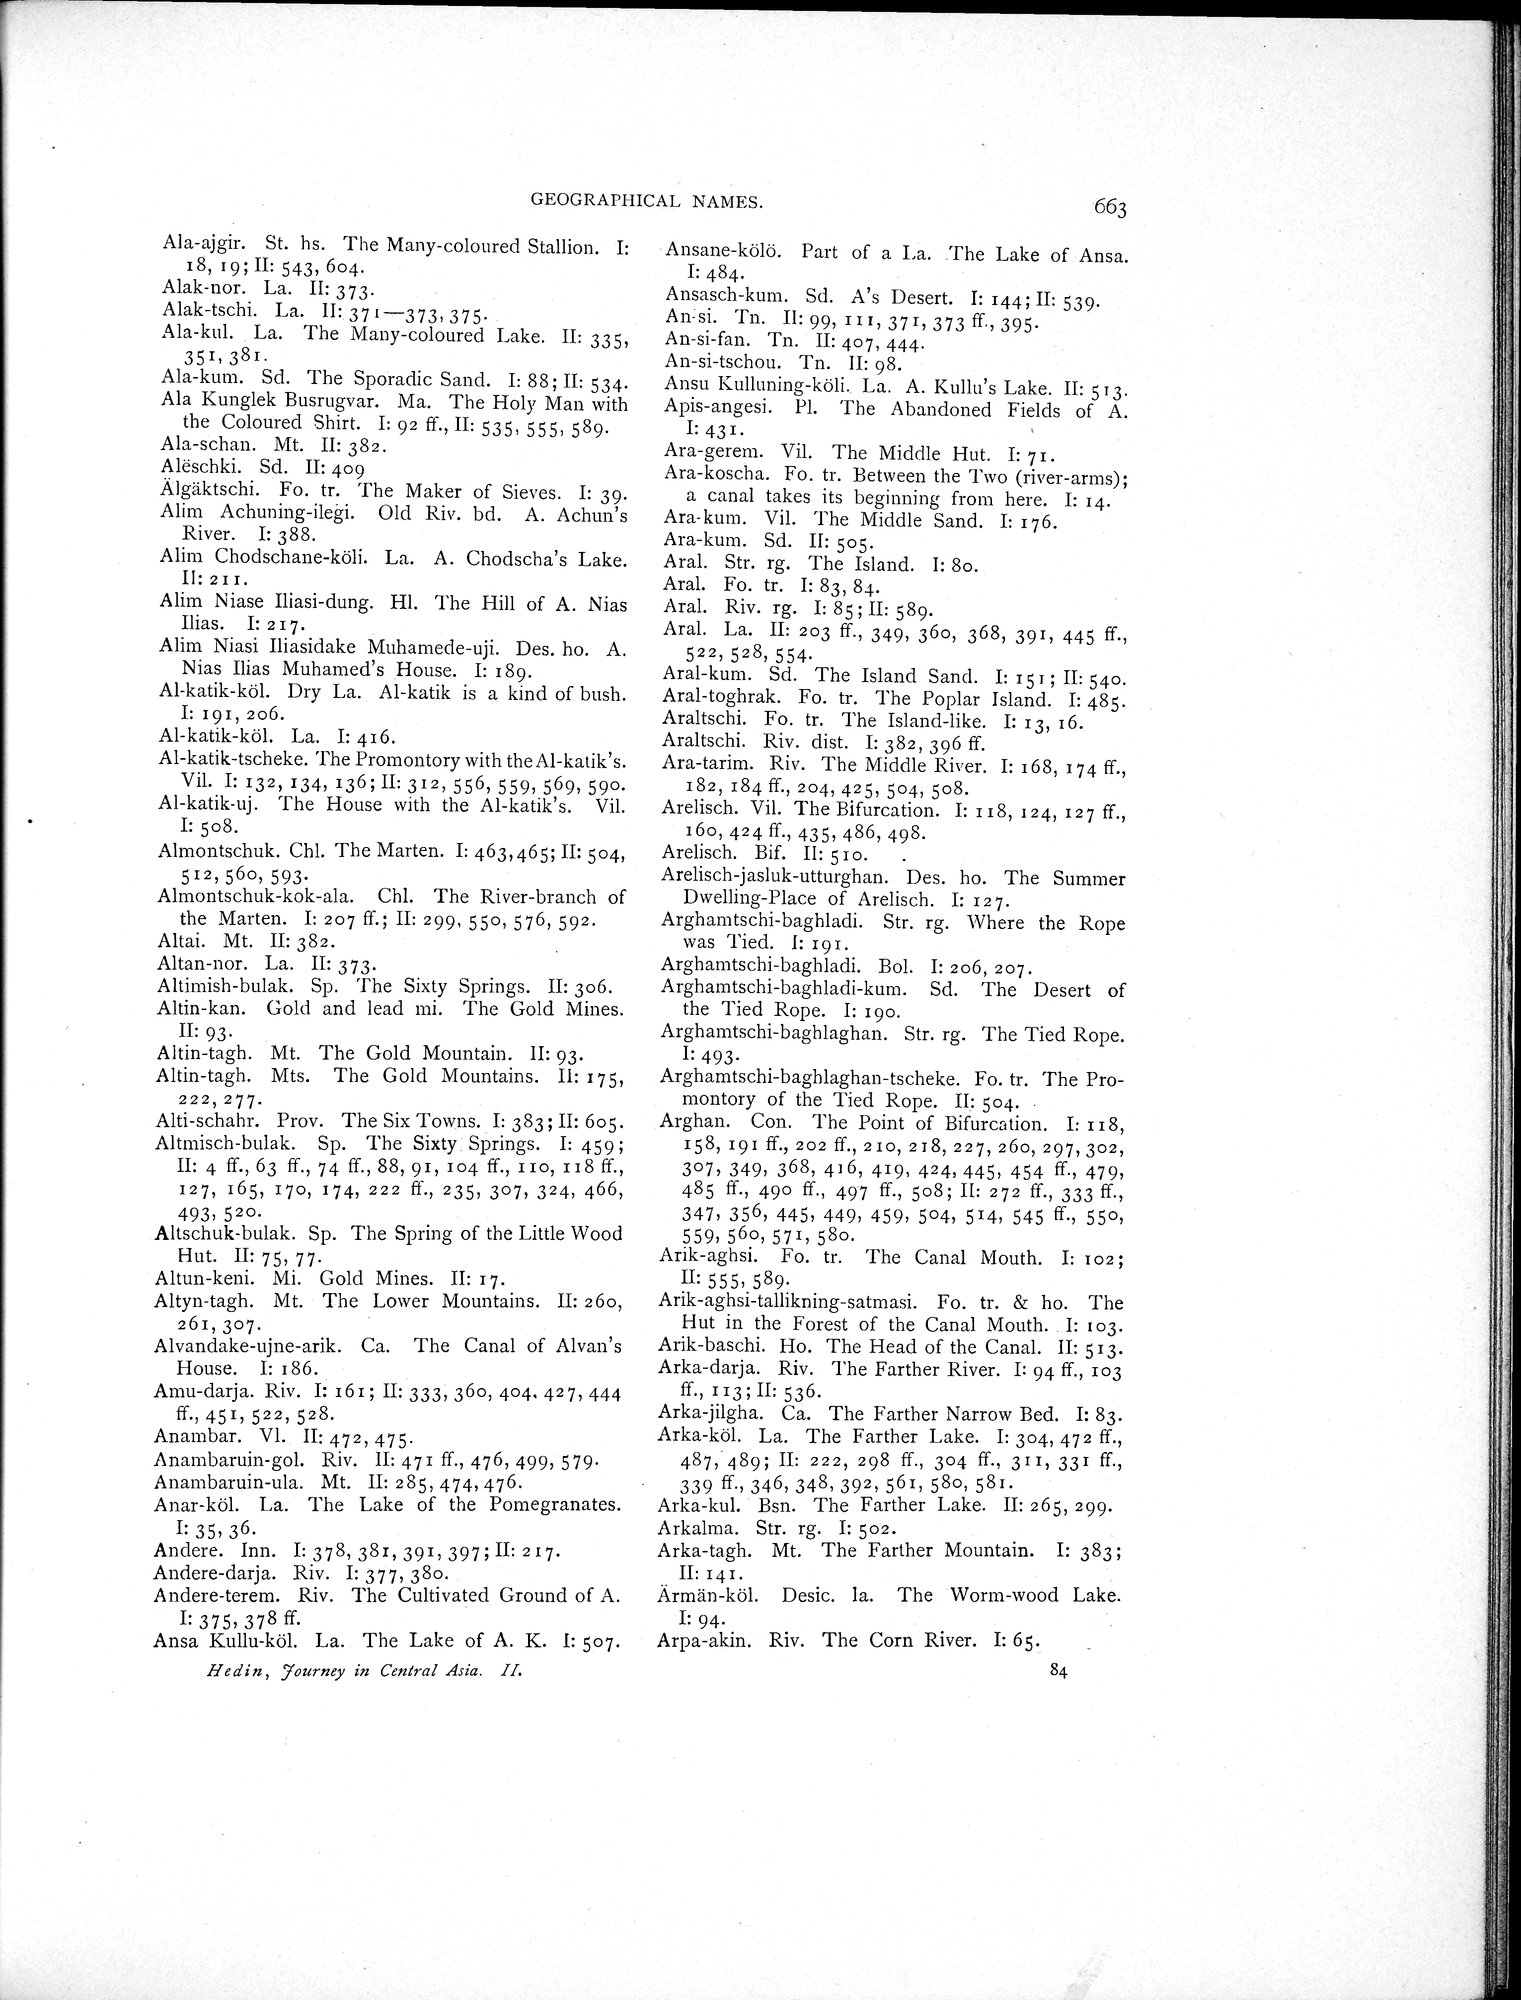 GEOGRAPHICAL NAMES.
663
Ala-ajgir. St. hs. The Many-coloured Stallion. I:
18, 19; II: 543, 604.
Alak-nor. La. II: 373.
Alak-tschi. La. II: 371—373, 375.
Ala-kul. La. The Many-coloured Lake. II: 335,
351, 381.
Ala-kum. Sd. The Sporadic Sand. I: 88; II: 534.
Ala Kunglek Busrugvar. Ma. The Holy Man with
the Coloured Shirt. I: 92 ff., II: 535, 555, 589.
Ala-schan. Mt. II: 382.
Alëschki. Sd. II: 409
Älgäktschi. Fo. tr. The Maker of Sieves. I: 39.
Alim Achuning-ilegi. Old Riv. bd. A. Achun's
River. I: 388.
Alim Chodschane-köli. La. A. Chodscha's Lake.
II: 211.
Alim Niase Iliasi-dung. Hl. The Hill of A. Nias
Ilias. I: 217.
Alim Niasi Iliasidake Muhamede-uji. Des. ho. A.
Nias Ilias Muhamed's House. I: 189.
Al-katik-köl. Dry La. Al-katik is a kind of bush.
I: 191, 206.
Al-katik-köl. La. I: 416.
Al-katik-tscheke. The Promontory with the Al-katik's.
Vil. I: 132, 134, 136; II: 312, 556, 559, 569, 590.
Al-katik-uj. The House with the Al-katik's. Vil.
I: 508.
Almontschuk. Chl. The Marten. I: 463, 465; II: 504,
512, 560, 593.
Almontschuk-kok-ala. Chl. The River-branch of
the Marten. I: 207 ff.; II: 299, 550, 576, 592.
Altai. Mt. II: 382.
Altan-nor. La. II: 373.
Altimish-bulak. Sp. The Sixty Springs. II: 306.
Altin-kan. Gold and lead mi. The Gold Mines.
II: 93.
Altin-tagh. Mt. The Gold Mountain. II: 93.
Altin-tagh. Mts. The Gold Mountains. II: 175,
222, 277.
Alti-schahr. Prov. The Six Towns. I: 383; II: 605.
Altmisch-bulak. Sp. The Sixty Springs. I: 459;
II: 4 ff., 63 ff., 74 ff., 88, 91, 104 ff., 110, 118 ff.,
127, 165, 170, 174, 222 ff., 235, 307, 324, 466,
493, 520.
Altschuk-bulak. Sp. The Spring of the Little Wood
Hut. II: 75, 77.
Altun-keni. Mi. Gold Mines. II: 17.
Altyn-tagh. Mt. The Lower Mountains. II: 260,
261, 307.
Alvandake-ujne-arik. Ca. The Canal of Alvan's
House. I: 186.
Amu-darja. Riv. I: 161; II: 333, 360, 404, 427, 444
ff., 451, 522, 528.
Anambar. Vl. II: 472, 475.
Anambaruin-gol. Riv. II: 471 ff., 476, 499, 579.
Anambaruin-ula. Mt. II: 285, 474, 476.
Anar-köl. La. The Lake of the Pomegranates.
I: 35, 36.
Andere. Inn. I: 378, 381, 391, 397; II: 217.
Andere-darja. Riv. I: 377, 380.
Andere-terem. Riv. The Cultivated Ground of A.
I: 375, 378 ff.
Ansa Kullu-köl. La. The Lake of A. K. I: 507.
Ansane-kölö. Part of a La. The Lake of Ansa.
I: 484.
Ansasch-kum. Sd. A's Desert. I: 144; II: 539.
An-si. Tn. II: 99, 111, 371, 373 ff., 395.
An-si-fan. Tn. II: 407, 444.
An-si-tschou. Tn. II: 98.
Ansu Kulluning-köli. La. A. Kullu's Lake. II: 513.
Apis-angesi. Pl. The Abandoned Fields of A.
I: 431.
Ara-gerem. Vil. The Middle Hut. I: 71.
Ara-koscha. Fo. tr. Between the Two (river-arms);
a canal takes its beginning from here. I: 14.
Ara-kum. Vil. The Middle Sand. I: 176.
Ara-kum. Sd. II: 505.
Aral. Str. rg. The Island. I: 80.
Aral. Fo. tr. I: 83, 84.
Aral. Riv. rg. I: 85; II: 589.
Aral. La. II: 203 ff., 349, 360, 368, 391, 445 ff.,
522, 528, 554.
Aral-kum. Sd. The Island Sand. I: 151; II: 540.
Aral-toghrak. Fo. tr. The Poplar Island. I: 485.
Araltschi. Fo. tr. The Island-like. I: 13, 16.
Araltschi. Riv. dist. I: 382, 396 ff.
Ara-tarim. Riv. The Middle River. I: 168, 174 ff.,
182, 184 ff., 204, 425, 504, 508.
Arelisch. Vil. The Bifurcation. I: 118, 124, 127 ff.,
160, 424 ff., 435, 486, 498.
Arelisch. Bif. II: 510.
Arelisch-jasluk-utturghan. Des. ho. The Summer
Dwelling-Place of Arelisch. I: 127.
Arghamtschi-baghladi. Str. rg. Where the Rope
was Tied. I: 191.
Arghamtschi-baghladi. Bol. I: 206, 207.
Arghamtschi-baghladi-kum. Sd. The Desert of
the Tied Rope. I: 190.
Arghamtschi-baghlaghan. Str. rg. The Tied Rope.
I: 493.
Arghamtschi-baghlaghan-tscheke. Fo. tr. The Pro-
montory of the Tied Rope. II: 504.
Arghan. Con. The Point of Bifurcation. I: 118,
158, 191 ff., 202 ff., 210, 218, 227, 260, 297, 302,
307, 349, 368, 416, 419, 424, 445, 454 ff., 479,
485 ff., 490 ff., 497 ff., 508; II: 272 ff., 333 ff.,
347, 356, 445, 449, 459, 504, 514, 545 ff., 550,
559, 560, 571, 580.
Arik-aghsi. Fo. tr. The Canal Mouth. I: 102;
II: 555, 589.
Arik-aghsi-tallikning-satmasi. Fo. tr. & ho. The
Hut in the Forest of the Canal Mouth. I: 103.
Arik-baschi. Ho. The Head of the Canal. II: 513.
Arka-darja. Riv. The Farther River. I: 94 ff., 103
ff., 113; II: 536.
Arka-jilgha. Ca. The Farther Narrow Bed. I: 83.
Arka-köl. La. The Farther Lake. I: 304, 472 ff.,
487, 489; II: 222, 298 ff., 304 ff., 311, 331 ff.,
339 ff., 346, 348, 392, 561, 580, 581.
Arka-kul. Bsn. The Farther Lake. II: 265, 299.
Arkalma. Str. rg. I: 502.
Arka-tagh. Mt. The Farther Mountain. I: 383;
II: 141.
Ärmän-köl. Desic. la. The Worm-wood Lake.
I: 94.
Arpa-akin. Riv. The Corn River. I: 65.
Hedin, Journey in Central Asia. II.
84